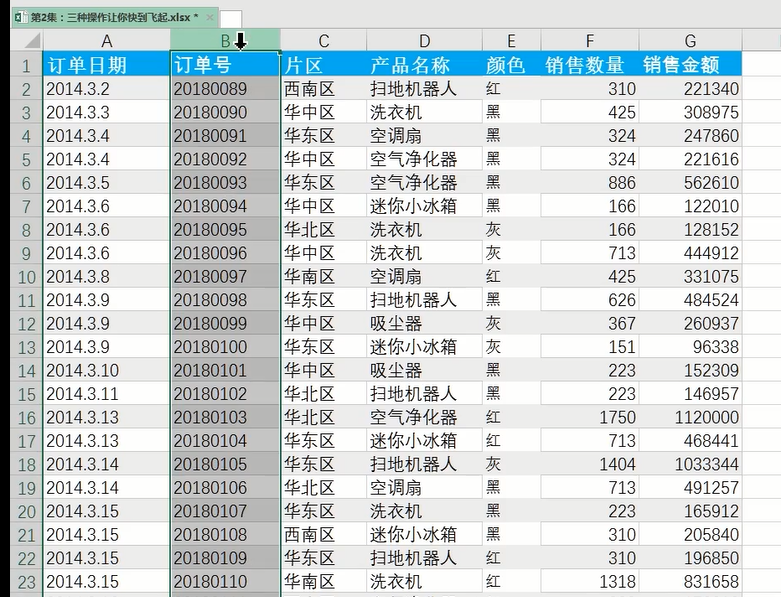 第2集：三种操作让你快到飞起.xlsx *
A B C D E F G
1 订单日期 订单号 片区 产品名称 颜色 销售数量 销售金额
2 2014.3.2 20180089 西南区 扫地机器人 红 310 221340
3 2014.3.3 20180090 华中区 洗衣机 黑 425 308975
4 2014.3.4 20180091 华东区 空调扇 黑 324 247860
5 2014.3.4 20180092 华中区 空气净化器 黑 324 221616
6 2014.3.5 20180093 华东区 空气净化器 黑 886 562610
7 2014.3.6 20180094 华中区 迷你小冰箱 黑 166 122010
8 2014.3.6 20180095 华北区 洗衣机 灰 166 128152
9 2014.3.6 20180096 华中区 洗衣机 灰 713 444912
10 2014.3.8 20180097 华南区 空调扇 红 425 331075
11 2014.3.9 20180098 华东区 扫地机器人 黑 626 484524
12 2014.3.9 20180099 华中区 吸尘器 灰 367 260937
13 2014.3.9 20180100 华东区 迷你小冰箱 灰 151 96338
14 2014.3.10 20180101 华中区 吸尘器 黑 223 152309
15 2014.3.11 20180102 华北区 扫地机器人 黑 223 146957
16 2014.3.13 20180103 华北区 空气净化器 红 1750 1120000
17 2014.3.13 20180104 华东区 迷你小冰箱 红 713 468441
18 2014.3.14 20180105 华东区 扫地机器人 灰 1404 1033344
19 2014.3.14 20180106 华北区 空调扇 黑 713 491257
20 2014.3.15 20180107 华东区 洗衣机 黑 223 165912
21 2014.3.15 20180108 西南区 迷你小冰箱 黑 310 205840
22 2014.3.15 20180109 华东区 扫地机器人 红 310 196850
23 2014.3.15 20180110 华南区 洗衣机 红 1318 831658